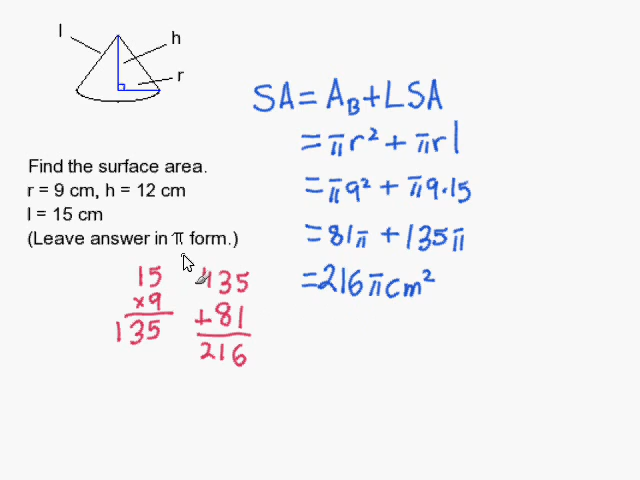 l
h
r
Find the surface area.
r = 9 cm, h = 12 cm
l = 15 cm
(Leave answer in π form.)
SA = A_B + LSA
= πr² + πrl
= π9² + π9·15
= 81π + 135π
= 216π cm²
15
×9
135
135
+81
216